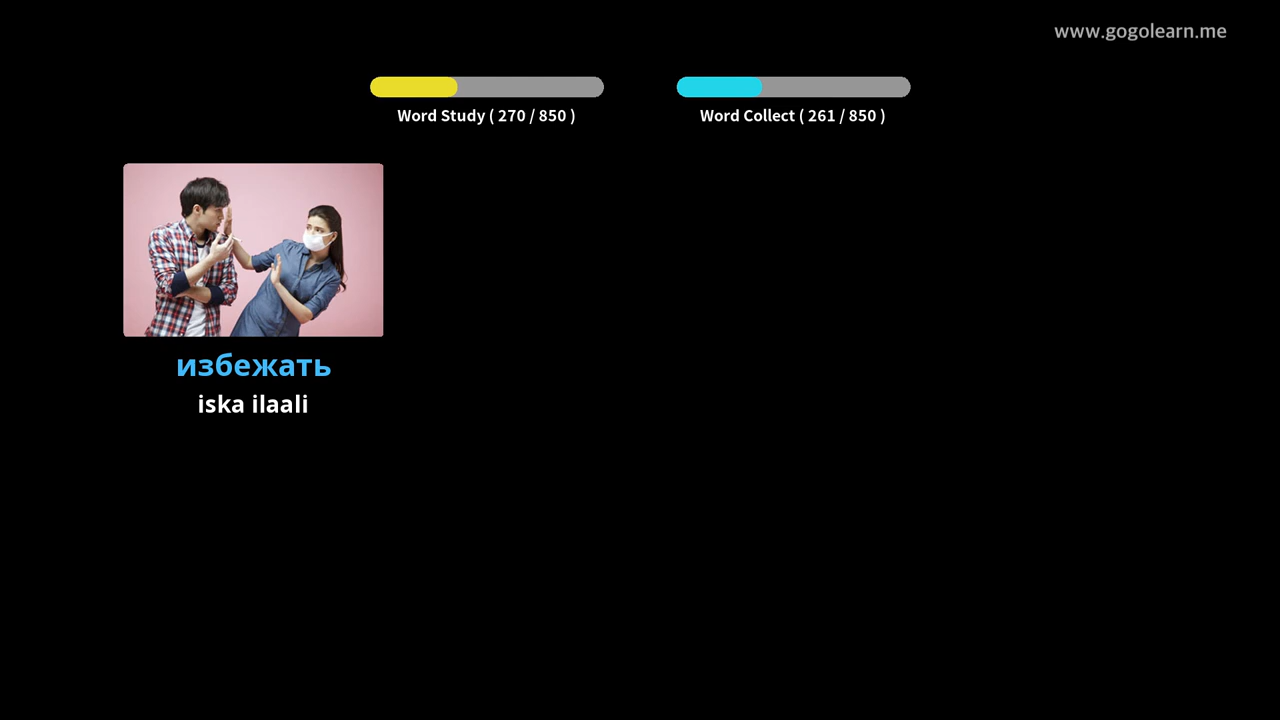 www.gogolearn.me
Word Study ( 270 / 850 )
Word Collect ( 261 / 850 )
избежать
iska ilaali